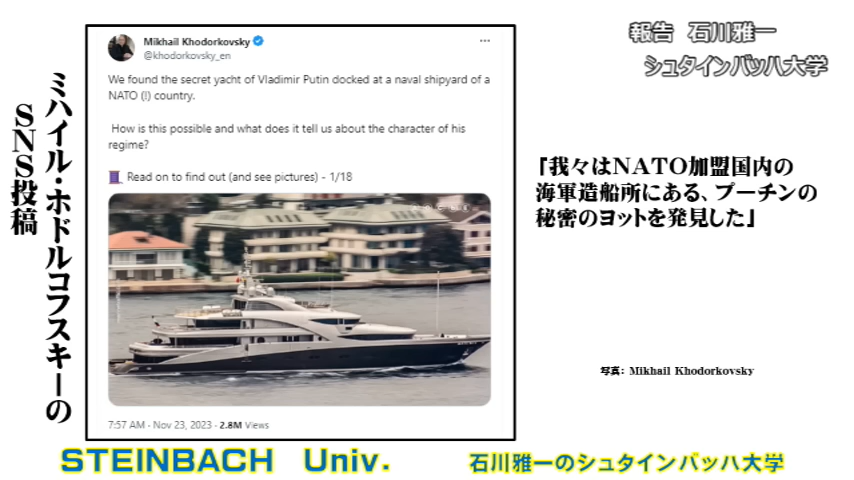 報告 石川雅一
シュタインバッハ大学
ミハイル・ホドルコフスキーの
SNS投稿
Mikhail Khodorkovsky
@khodorkovsky_en
We found the secret yacht of Vladimir Putin docked at a naval shipyard of a
NATO (!) country.
How is this possible and what does it tell us about the character of his
regime?
Read on to find out (and see pictures) - 1/18
7:57 AM - Nov 23, 2023 - 2.8M Views
「我々はNATO加盟国内の
海軍造船所にある、プーチンの
秘密のヨットを発見した」
写真： Mikhail Khodorkovsky
STEINBACH Univ.
石川雅一のシュタインバッハ大学